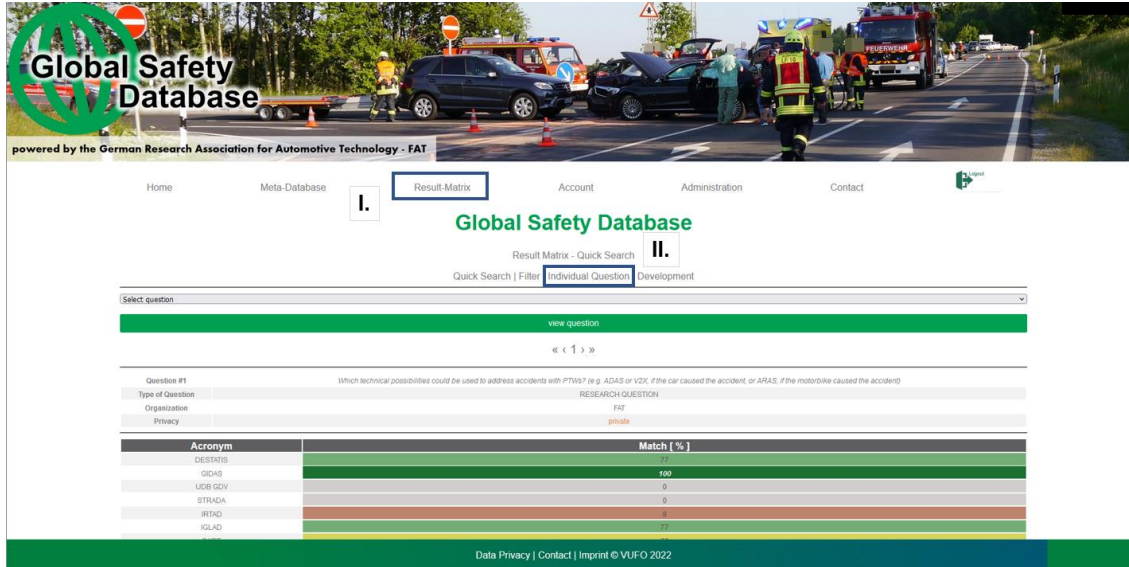 Global Safety
Database
powered by the German Research Association for Automotive Technology - FAT
FEUERWEHR
Home Meta-Database Result-Matrix Account Administration Contact Logout
I.
Global Safety Database
Result Matrix - Quick Search
II.
Quick Search | Filter | Individual Question | Development
Select question
view question
« ‹ 1 › »
Question #1 Which technical possibilities could be used to address accidents with PTWs? (e.g. ADAS or V2X, if the car caused the accident, or ARAS, if the motorbike caused the accident)
Type of Question RESEARCH QUESTION
Organization FAT
Privacy private
Acronym Match [ % ]
DESTATIS 77
GIDAS 100
UDB GDV 0
STRADA 0
IRTAD 8
IGLAD 77
Data Privacy | Contact | Imprint © VUFO 2022